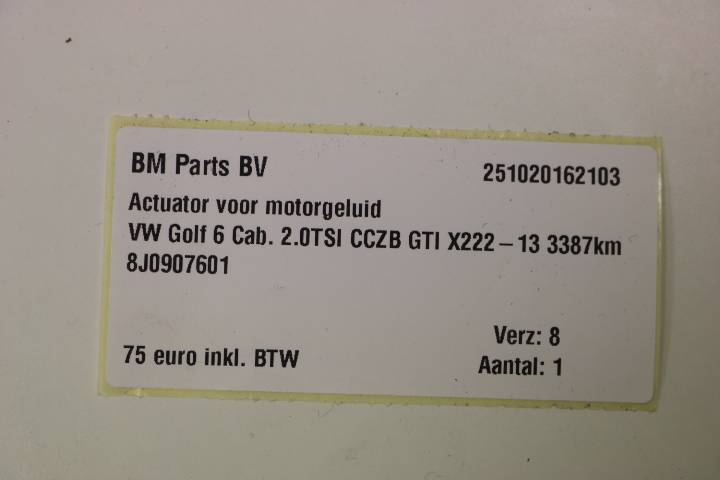 BM Parts BV 251020162103
Actuator voor motorgeluid
VW Golf 6 Cab. 2.0TSI CCZB GTI X222 – 13 3387km
8J0907601
Verz: 8
75 euro inkl. BTW Aantal: 1